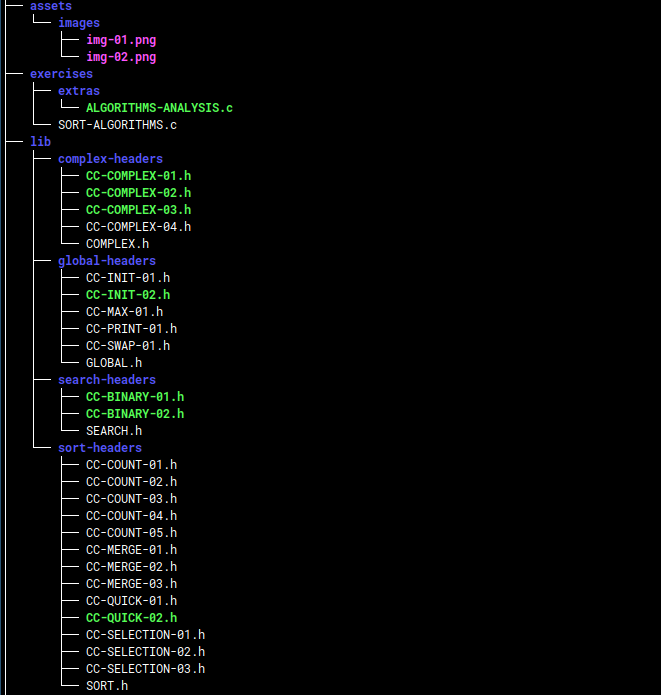 assets
images
img-01.png
img-02.png
exercises
extras
ALGORITHMS-ANALYSIS.c
SORT-ALGORITHMS.c
lib
complex-headers
CC-COMPLEX-01.h
CC-COMPLEX-02.h
CC-COMPLEX-03.h
CC-COMPLEX-04.h
COMPLEX.h
global-headers
CC-INIT-01.h
CC-INIT-02.h
CC-MAX-01.h
CC-PRINT-01.h
CC-SWAP-01.h
GLOBAL.h
search-headers
CC-BINARY-01.h
CC-BINARY-02.h
SEARCH.h
sort-headers
CC-COUNT-01.h
CC-COUNT-02.h
CC-COUNT-03.h
CC-COUNT-04.h
CC-COUNT-05.h
CC-MERGE-01.h
CC-MERGE-02.h
CC-MERGE-03.h
CC-QUICK-01.h
CC-QUICK-02.h
CC-SELECTION-01.h
CC-SELECTION-02.h
CC-SELECTION-03.h
SORT.h